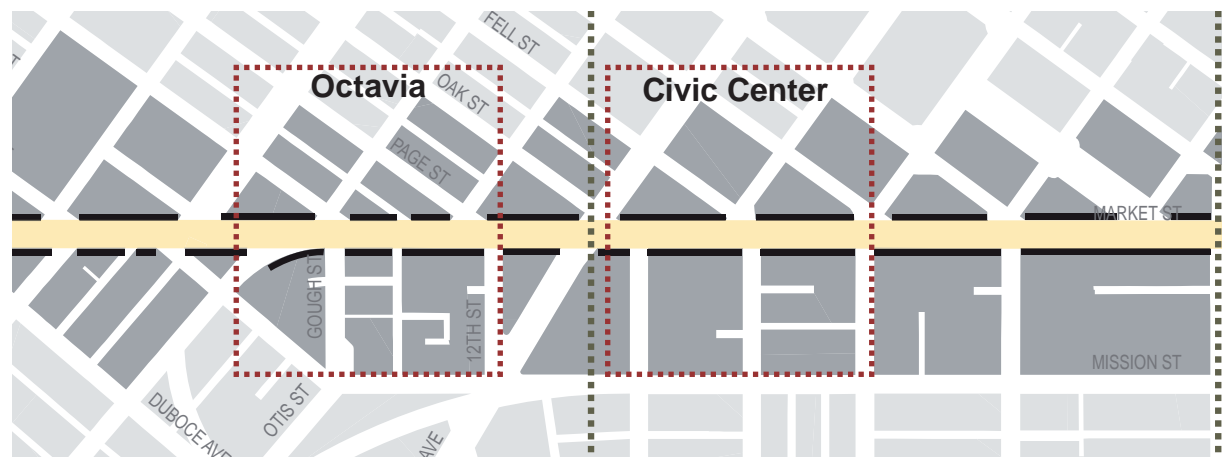 FELL ST
Octavia
Civic Center
OAK ST
PAGE ST
MARKET ST
GOUGH ST
12TH ST
MISSION ST
OTIS ST
DUBOCE AVE
AVE